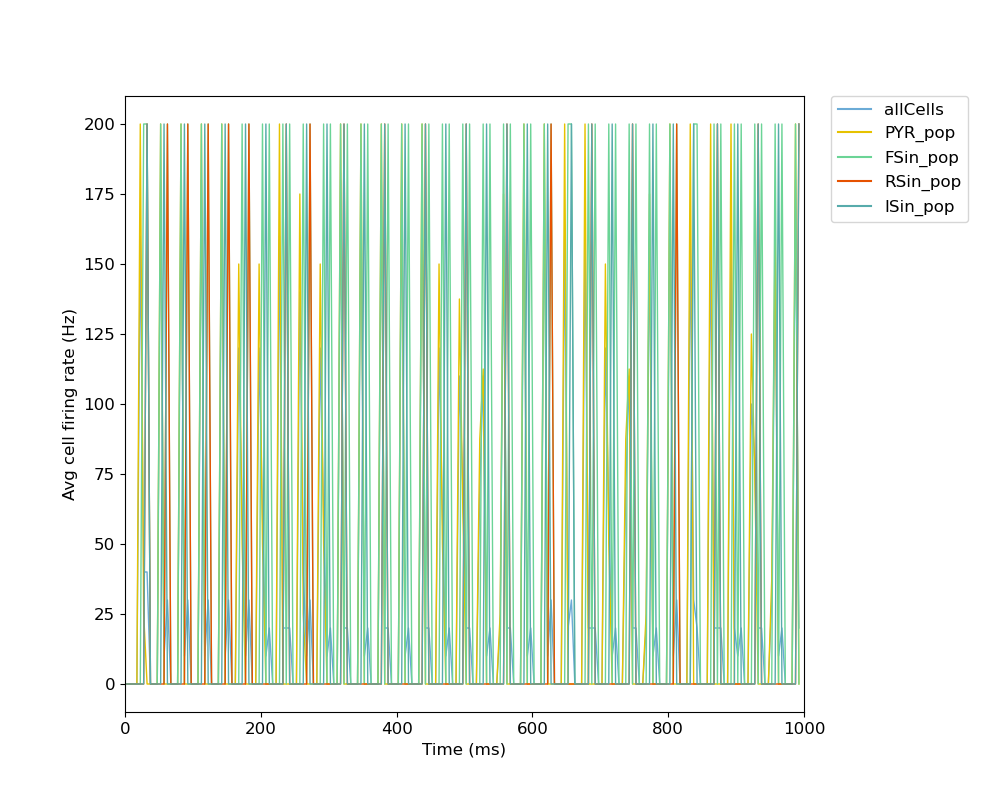 200
175
150
125
100
75
50
25
0
Avg cell firing rate (Hz)
0
200
400
600
800
1000
Time (ms)
allCells
PYR_pop
FSin_pop
RSin_pop
ISin_pop